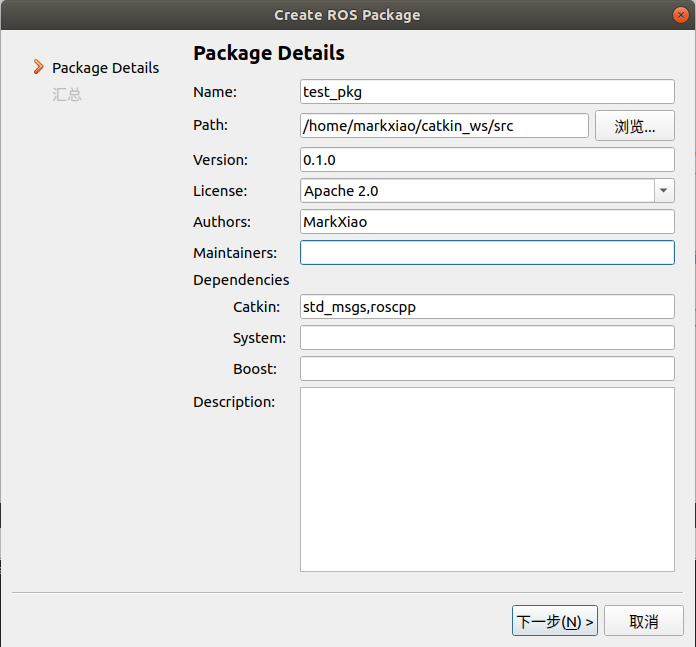 Create ROS Package
Package Details
汇总
Package Details
Name: test_pkg
Path: /home/markxiao/catkin_ws/src 浏览...
Version: 0.1.0
License: Apache 2.0
Authors: MarkXiao
Maintainers:
Dependencies
Catkin: std_msgs,roscpp
System:
Boost:
Description:
下一步(N) > 取消